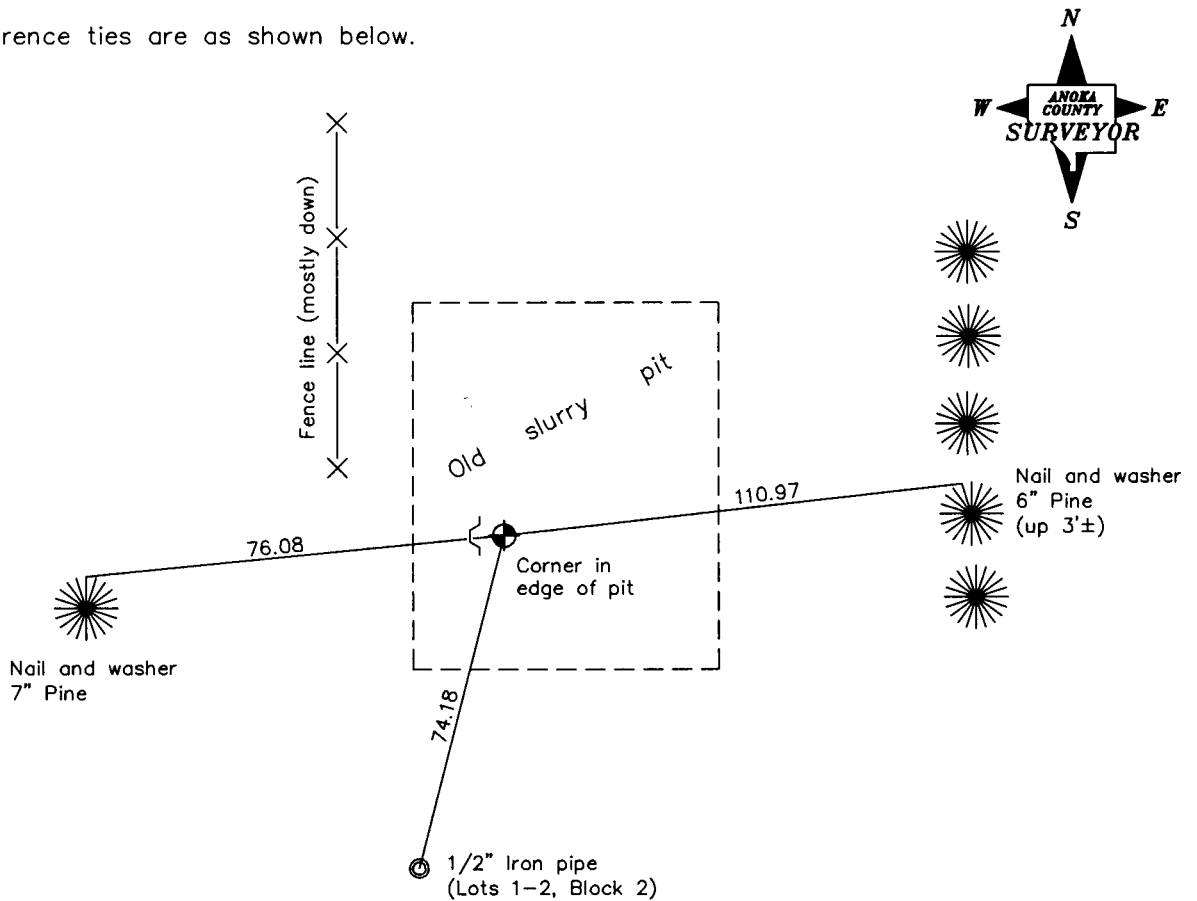 rence ties are as shown below.
N
W
ANOKA
COUNTY
SURVEYOR
E
S
Fence line (mostly down)
Old slurry pit
110.97
Nail and washer
6" Pine
(up 3'±)
76.08
Corner in
edge of pit
Nail and washer
7" Pine
74.18
1/2" Iron pipe
(Lots 1-2, Block 2)